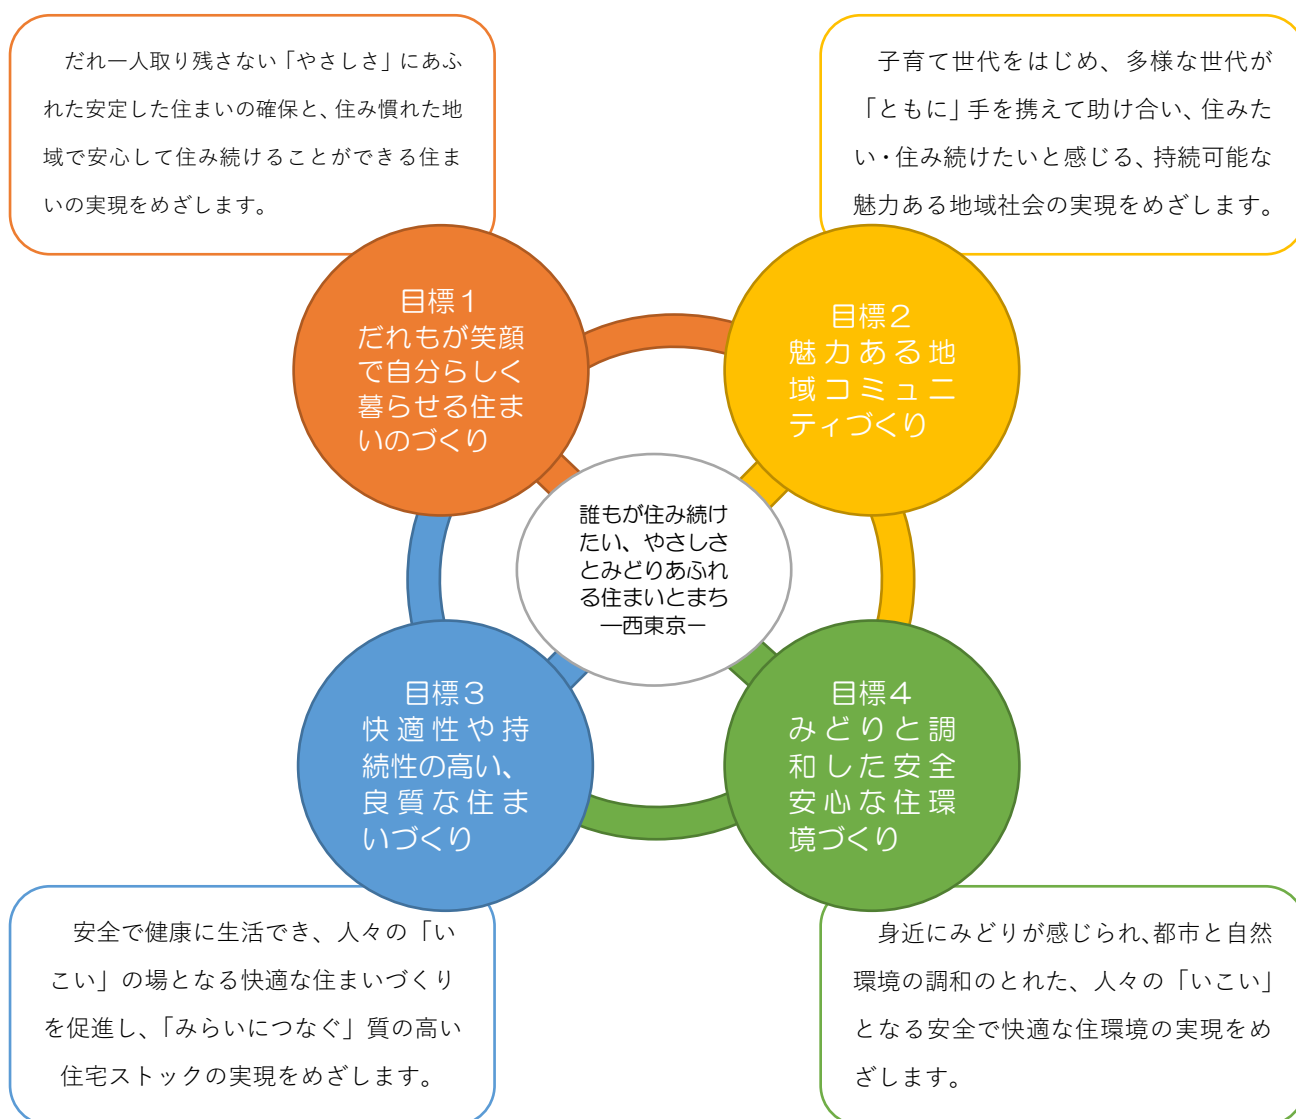 だれ一人取り残さない「やさしさ」にあふ
れた安定した住まいの確保と、住み慣れた地
域で安心して住み続けることができる住ま
いの実現をめざします。
子育て世代をはじめ、多様な世代が
「ともに」手を携えて助け合い、住みた
い・住み続けたいと感じる、持続可能な
魅力ある地域社会の実現をめざします。
目標１
だれもが笑顔
で自分らしく
暮らせる住ま
いのづくり
目標２
魅力ある地
域コミュニ
ティづくり
誰もが住み続け
たい、やさしさ
とみどりあふれ
る住まいとまち
―西東京－
目標３
快適性や持
続性の高い、
良質な住ま
いづくり
目標４
みどりと調
和した安全
安心な住環
境づくり
安全で健康に生活でき、人々の「い
こい」の場となる快適な住まいづくり
を促進し、「みらいにつなぐ」質の高い
住宅ストックの実現をめざします。
身近にみどりが感じられ、都市と自然
環境の調和のとれた、人々の「いこい」
となる安全で快適な住環境の実現をめ
ざします。